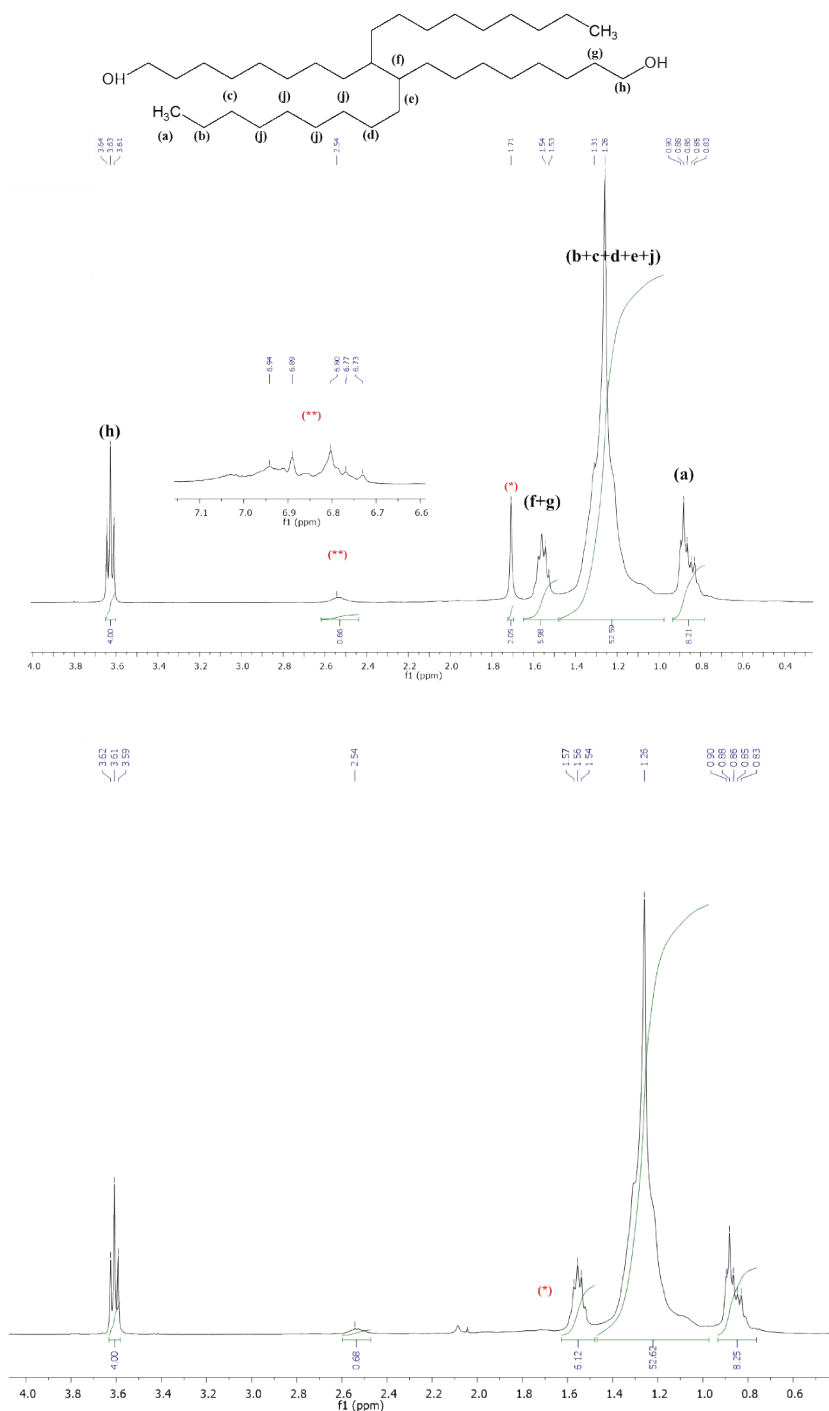 CH₃
(f)
(g)
OH
OH
(c)
(j)
(j)
(h)
(e)
H₃C
(a)
(b)
(j)
(j)
(d)
3.64
3.63
3.61
2.54
1.71
1.54
1.53
1.31
1.26
0.90
0.88
0.86
0.85
0.83
(b+c+d+e+j)
6.94
6.89
6.80
6.77
6.73
(**)
(h)
(a)
(*)
(f+g)
7.1 7.0 6.9 6.8 6.7 6.6
f1 (ppm)
(**)
4.00
0.66
2.05
5.98
52.59
8.21
4.0 3.8 3.6 3.4 3.2 3.0 2.8 2.6 2.4 2.2 2.0 1.8 1.6 1.4 1.2 1.0 0.8 0.6 0.4
f1 (ppm)
3.62
3.61
3.59
2.54
1.57
1.56
1.54
1.26
0.90
0.88
0.86
0.85
0.83
(*)
4.00
0.68
6.12
52.62
8.25
4.0 3.8 3.6 3.4 3.2 3.0 2.8 2.6 2.4 2.2 2.0 1.8 1.6 1.4 1.2 1.0 0.8 0.6
f1 (ppm)